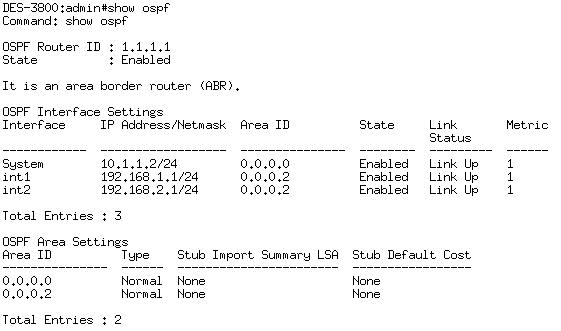 DES-3800:admin#show ospf
Command: show ospf
OSPF Router ID : 1.1.1.1
State          : Enabled
It is an area border router (ABR).
OSPF Interface Settings
Interface    IP Address/Netmask  Area ID          State    Link      Metric
                                                           Status
------------ ------------------ --------------- -------- --------- ------
System       10.1.1.2/24         0.0.0.0          Enabled  Link Up   1
int1         192.168.1.1/24      0.0.0.2          Enabled  Link Up   1
int2         192.168.2.1/24      0.0.0.2          Enabled  Link Up   1
Total Entries : 3
OSPF Area Settings
Area ID          Type    Stub Import Summary LSA  Stub Default Cost
--------------- ------ ----------------------- -----------------
0.0.0.0          Normal  None                     None
0.0.0.2          Normal  None                     None
Total Entries : 2